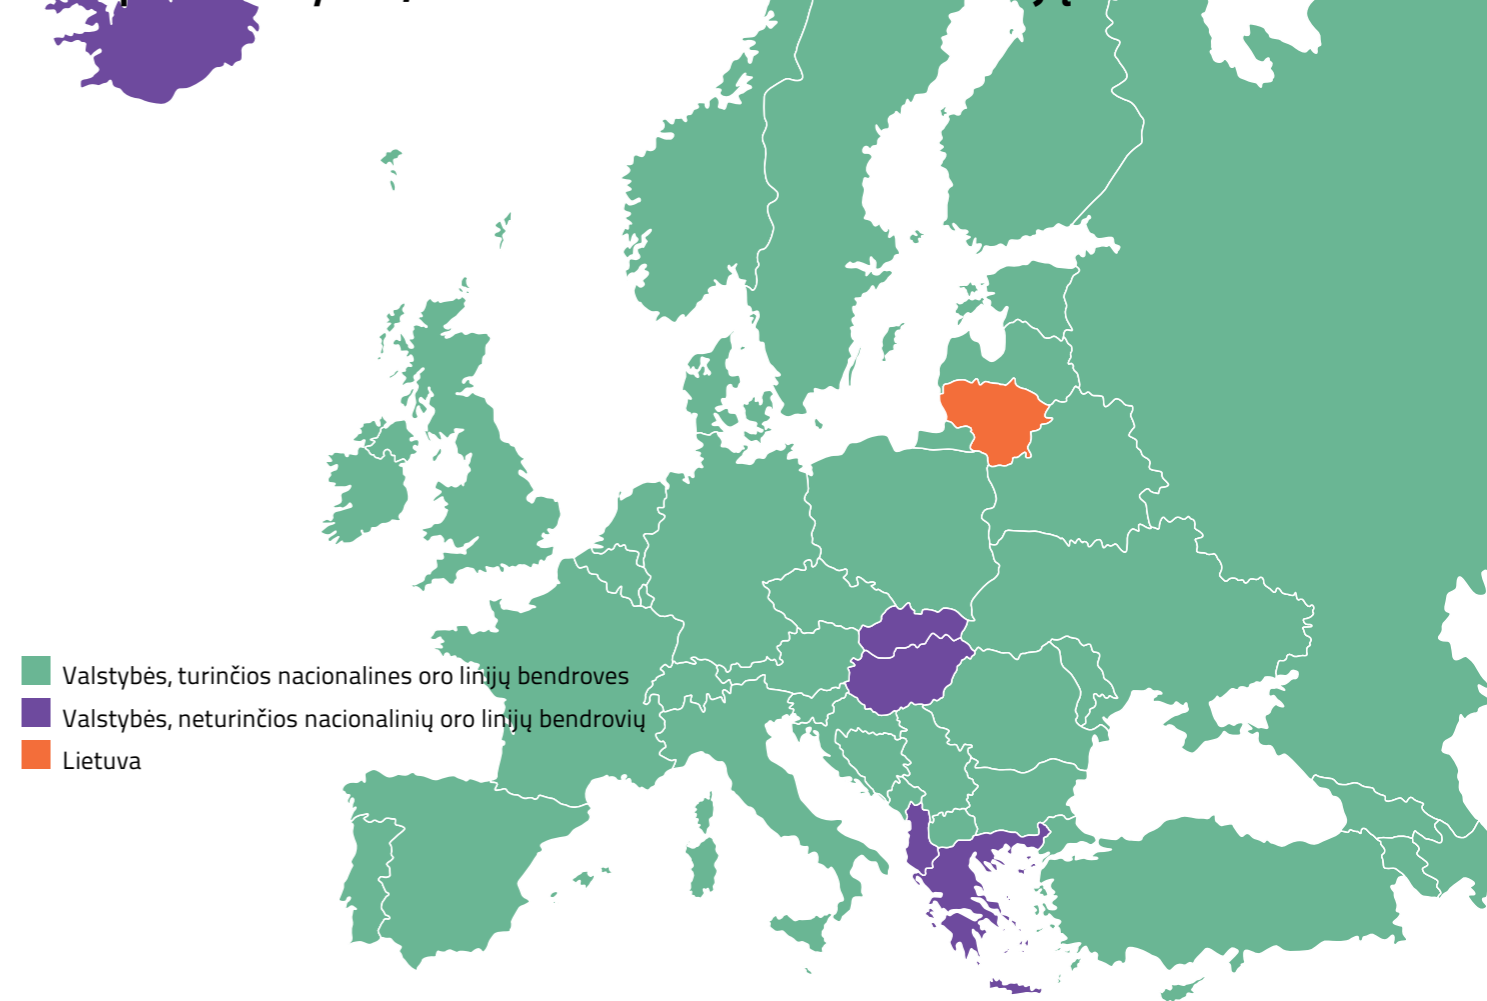 Valstybės, turinčios nacionalines oro linijų bendroves
Valstybės, neturinčios nacionalinių oro linijų bendrovių
Lietuva